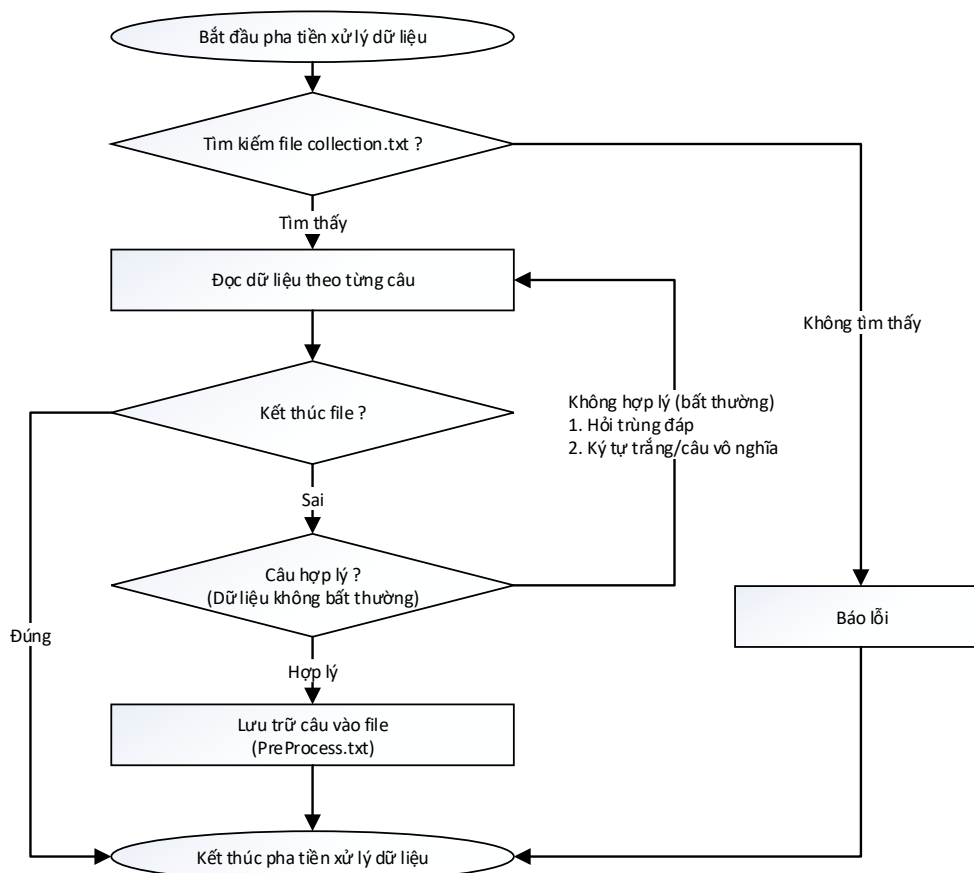 Bắt đầu pha tiền xử lý dữ liệu
Tìm kiếm file collection.txt ?
Tìm thấy
Đọc dữ liệu theo từng câu
Không tìm thấy
Kết thúc file ?
Không hợp lý (bất thường)
1. Hỏi trùng đáp
2. Ký tự trắng/câu vô nghĩa
Sai
Câu hợp lý ?
(Dữ liệu không bất thường)
Báo lỗi
Đúng
Hợp lý
Lưu trữ câu vào file
(PreProcess.txt)
Kết thúc pha tiền xử lý dữ liệu